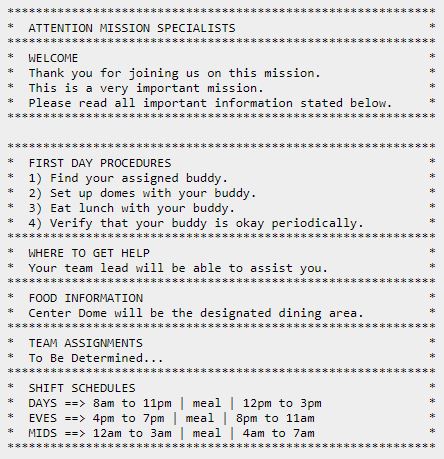 ************************************************************
*  ATTENTION MISSION SPECIALISTS                           *
************************************************************
*  WELCOME                                                 *
*  Thank you for joining us on this mission.               *
*  This is a very important mission.                       *
*  Please read all important information stated below.     *
************************************************************

************************************************************
*  FIRST DAY PROCEDURES                                    *
*  1) Find your assigned buddy.                            *
*  2) Set up domes with your buddy.                        *
*  3) Eat lunch with your buddy.                           *
*  4) Verify that your buddy is okay periodically.         *
************************************************************
*  WHERE TO GET HELP                                       *
*  Your team lead will be able to assist you.              *
************************************************************
*  FOOD INFORMATION                                        *
*  Center Dome will be the designated dining area.         *
************************************************************
*  TEAM ASSIGNMENTS                                        *
*  To Be Determined...                                     *
************************************************************
*  SHIFT SCHEDULES                                         *
*  DAYS ==> 8am to 11pm | meal | 12pm to 3pm               *
*  EVES ==> 4pm to 7pm | meal | 8pm to 11am                *
*  MIDS ==> 12am to 3am | meal | 4am to 7am                *
************************************************************